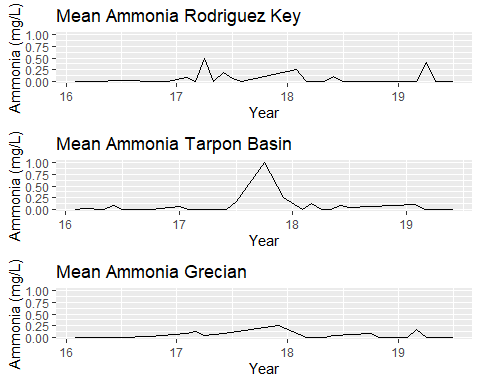 Mean Ammonia Rodriguez Key
Ammonia (mg/L)
1.00
0.75
0.50
0.25
0.00
16 17 18 19
Year
Mean Ammonia Tarpon Basin
Ammonia (mg/L)
1.00
0.75
0.50
0.25
0.00
16 17 18 19
Year
Mean Ammonia Grecian
Ammonia (mg/L)
1.00
0.75
0.50
0.25
0.00
16 17 18 19
Year